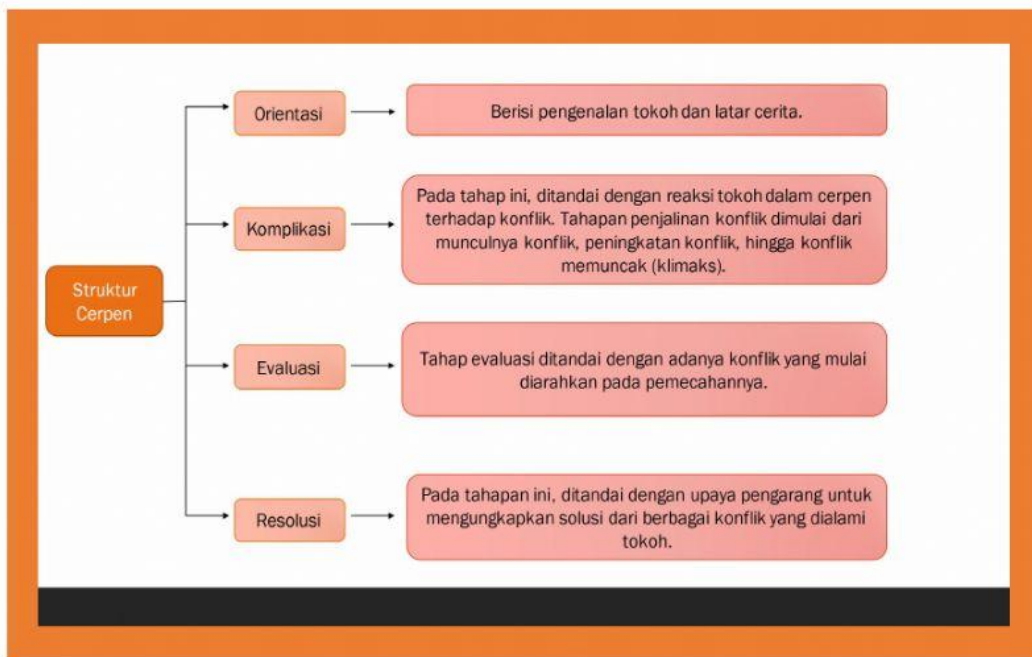 Struktur
Cerpen
Orientasi
Berisi pengenalan tokoh dan latar cerita.
Komplikasi
Pada tahap ini, ditandai dengan reaksi tokoh dalam cerpen
terhadap konflik. Tahapan penjalinan konflik dimulai dari
munculnya konflik, peningkatan konflik, hingga konflik
memuncak (klimaks).
Evaluasi
Tahap evaluasi ditandai dengan adanya konflik yang mulai
diarahkan pada pemecahannya.
Resolusi
Pada tahapan ini, ditandai dengan upaya pengarang untuk
mengungkapkan solusi dari berbagai konflik yang dialami
tokoh.